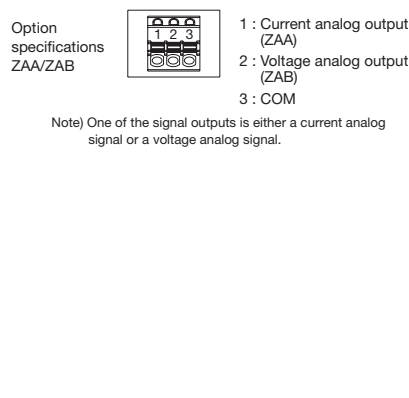 Option
specifications
ZAA/ZAB
1 2 3
1 : Current analog output
(ZAA)
2 : Voltage analog output
(ZAB)
3 : COM
Note) One of the signal outputs is either a current analog
signal or a voltage analog signal.